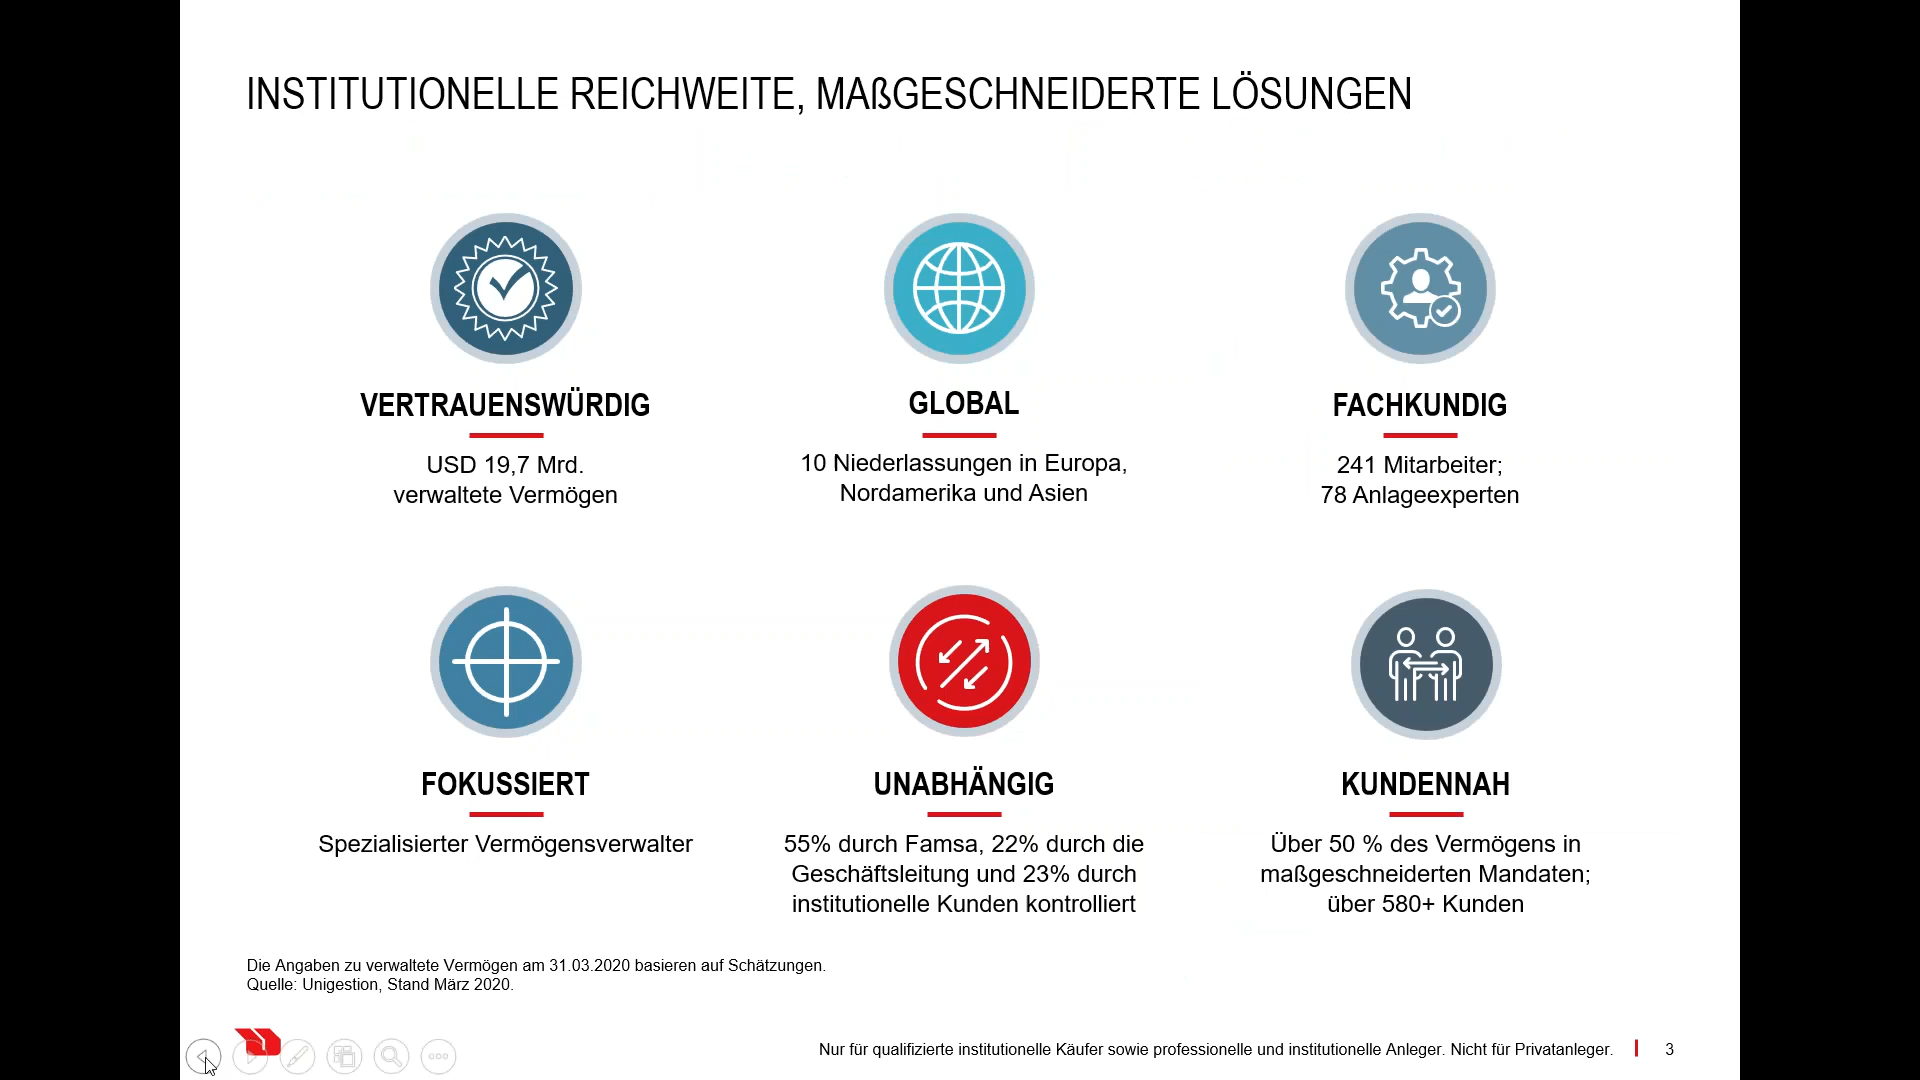 INSTITUTIONELLE REICHWEITE, MAßGESCHNEIDERTE LÖSUNGEN
VERTRAUENSWÜRDIG
USD 19,7 Mrd.
verwaltete Vermögen
GLOBAL
10 Niederlassungen in Europa,
Nordamerika und Asien
FACHKUNDIG
241 Mitarbeiter;
78 Anlageexperten
FOKUSSIERT
Spezialisierter Vermögensverwalter
UNABHÄNGIG
55% durch Famsa, 22% durch die
Geschäftsleitung und 23% durch
institutionelle Kunden kontrolliert
KUNDENNAH
Über 50 % des Vermögens in
maßgeschneiderten Mandaten;
über 580+ Kunden
Die Angaben zu verwaltete Vermögen am 31.03.2020 basieren auf Schätzungen.
Quelle: Unigestion, Stand März 2020.
Nur für qualifizierte institutionelle Käufer sowie professionelle und institutionelle Anleger. Nicht für Privatanleger.
3